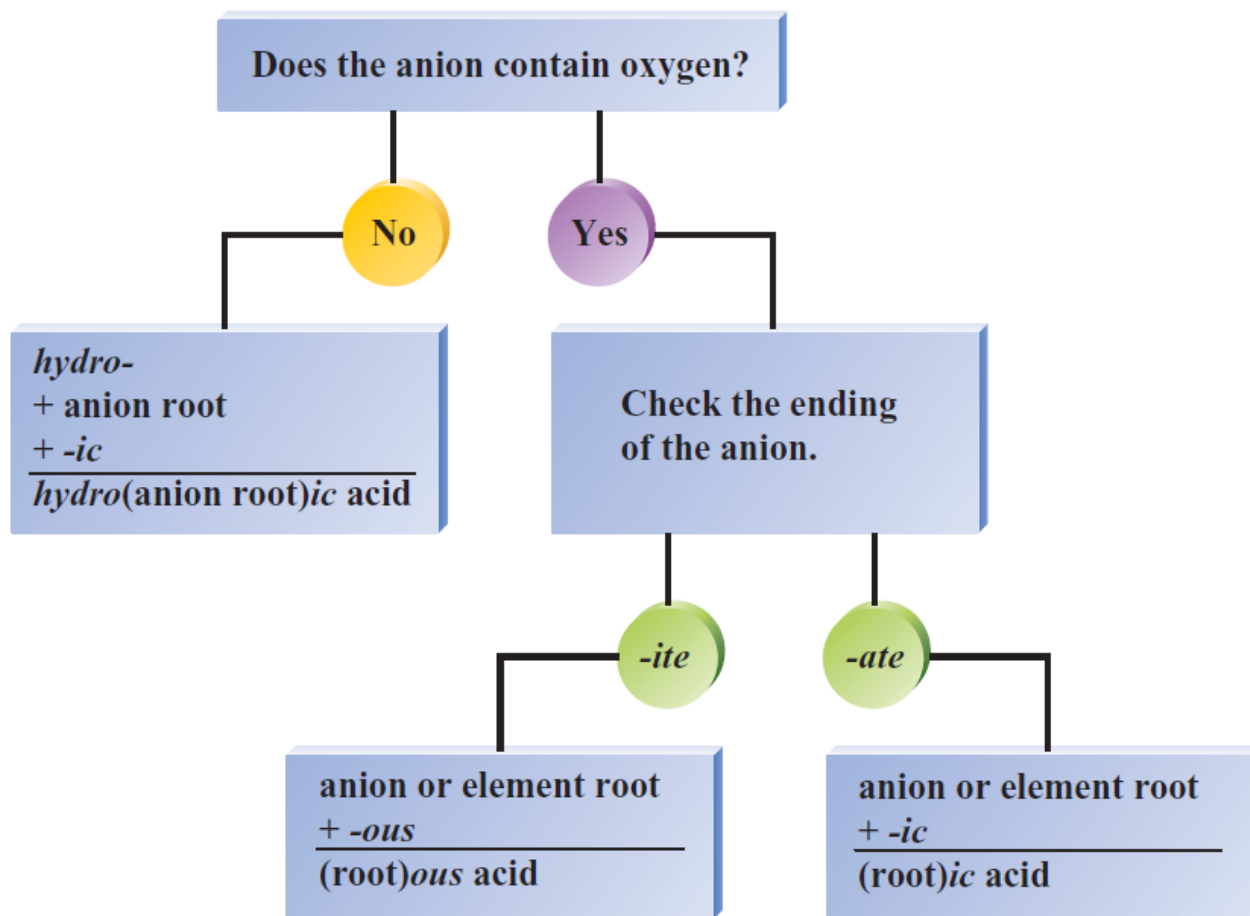 Does the anion contain oxygen?
No
Yes
hydro-
+ anion root
+ -ic
hydro(anion root)ic acid
Check the ending
of the anion.
-ite
-ate
anion or element root
+ -ous
(root)ous acid
anion or element root
+ -ic
(root)ic acid